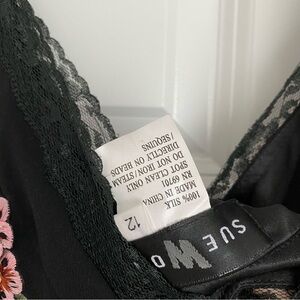 100% SILK
MADE IN CHINA
RN 69701
SPOT CLEAN ONLY
DO NOT IRON/STEAM
DIRECTLY ON BEADS
/SEQUINS
12
SUE WO